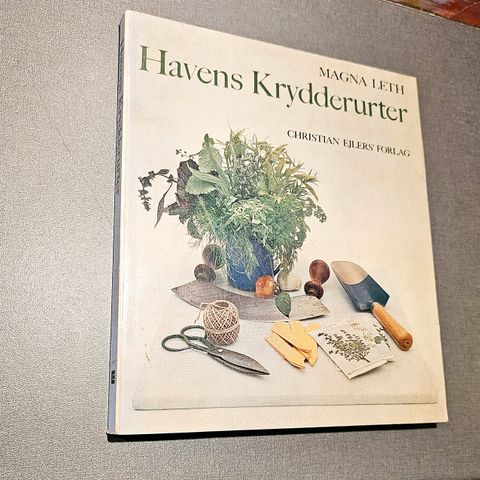 MAGNA LETH
Havens Krydderurter
CHRISTIAN EJLERS' FORLAG